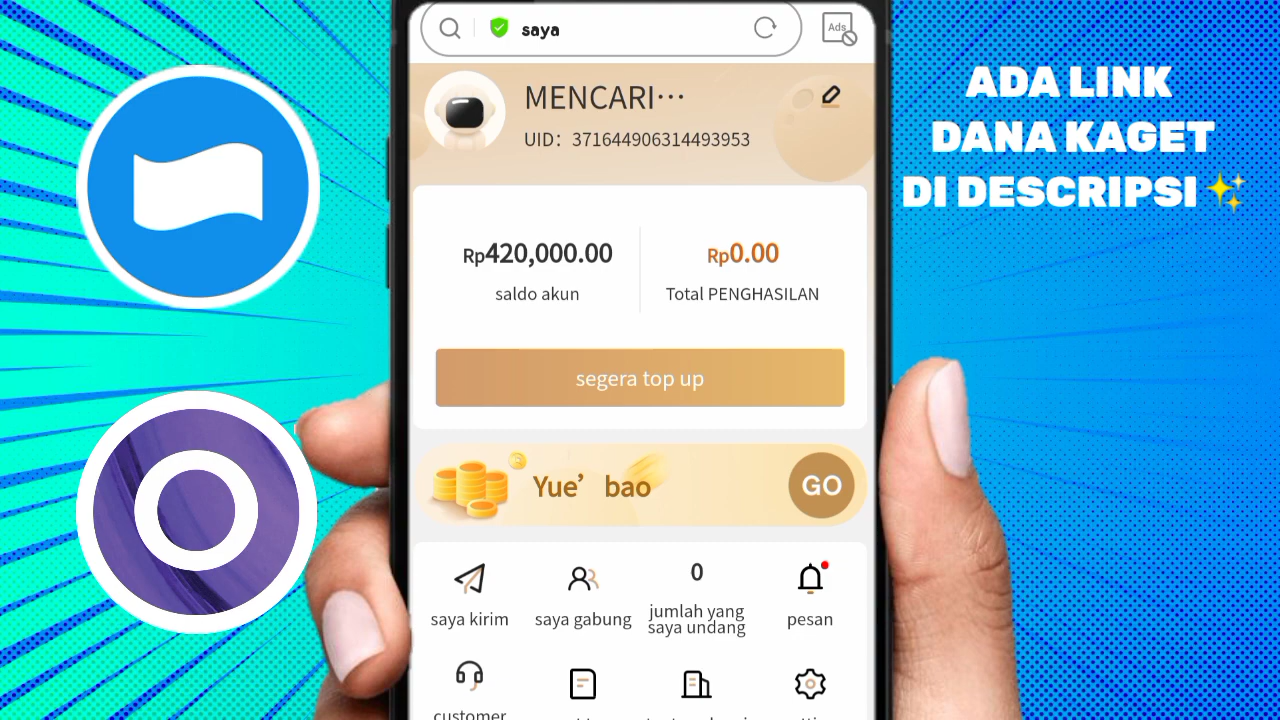 saya
Ads
MENCARI···
UID: 371644906314493953
ADA LINK
DANA KAGET
DI DESCRIPSI
Rp420,000.00
Rp0.00
saldo akun
Total PENGHASILAN
segera top up
Yue’ bao
GO
0
saya kirim
saya gabung
jumlah yang
saya undang
pesan
customer